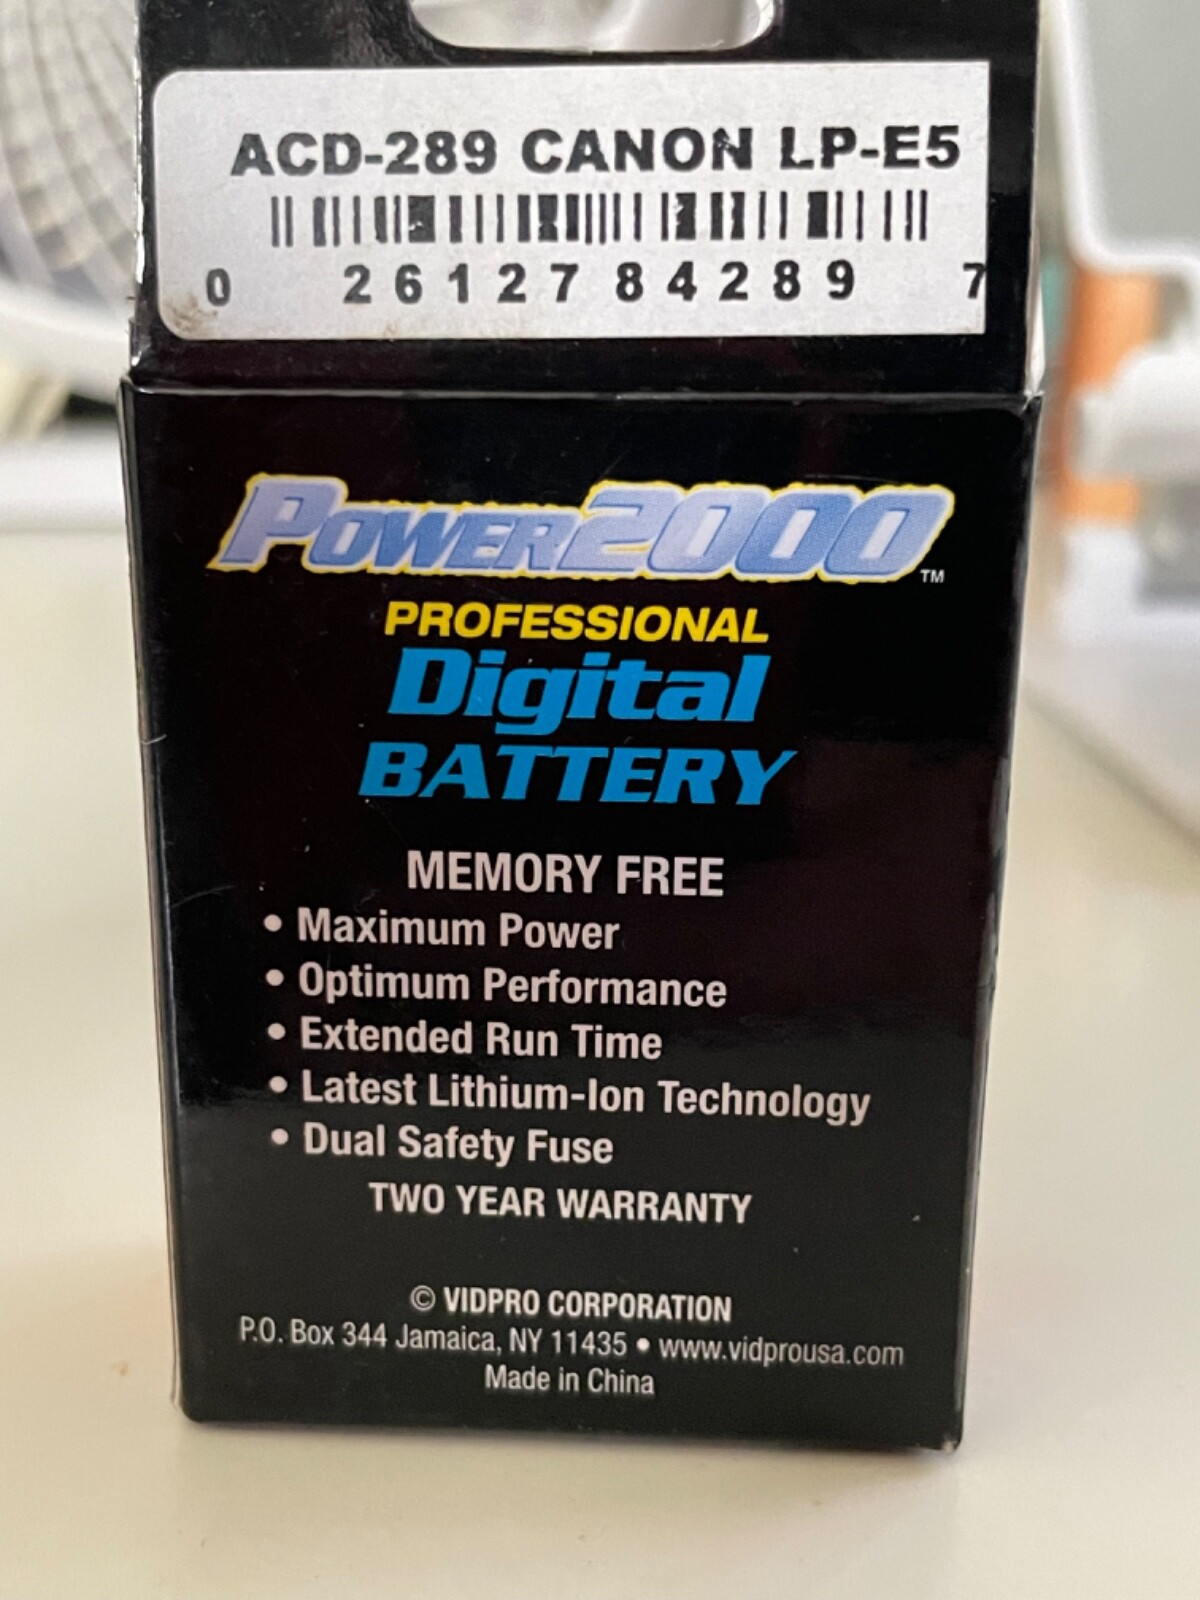 ACD-289 CANON LP-E5
0 26127 84289 7
POWER2000™
PROFESSIONAL
Digital
BATTERY
MEMORY FREE
• Maximum Power
• Optimum Performance
• Extended Run Time
• Latest Lithium-Ion Technology
• Dual Safety Fuse
TWO YEAR WARRANTY
© VIDPRO CORPORATION
P.O. Box 344 Jamaica, NY 11435 • www.vidprousa.com
Made in China